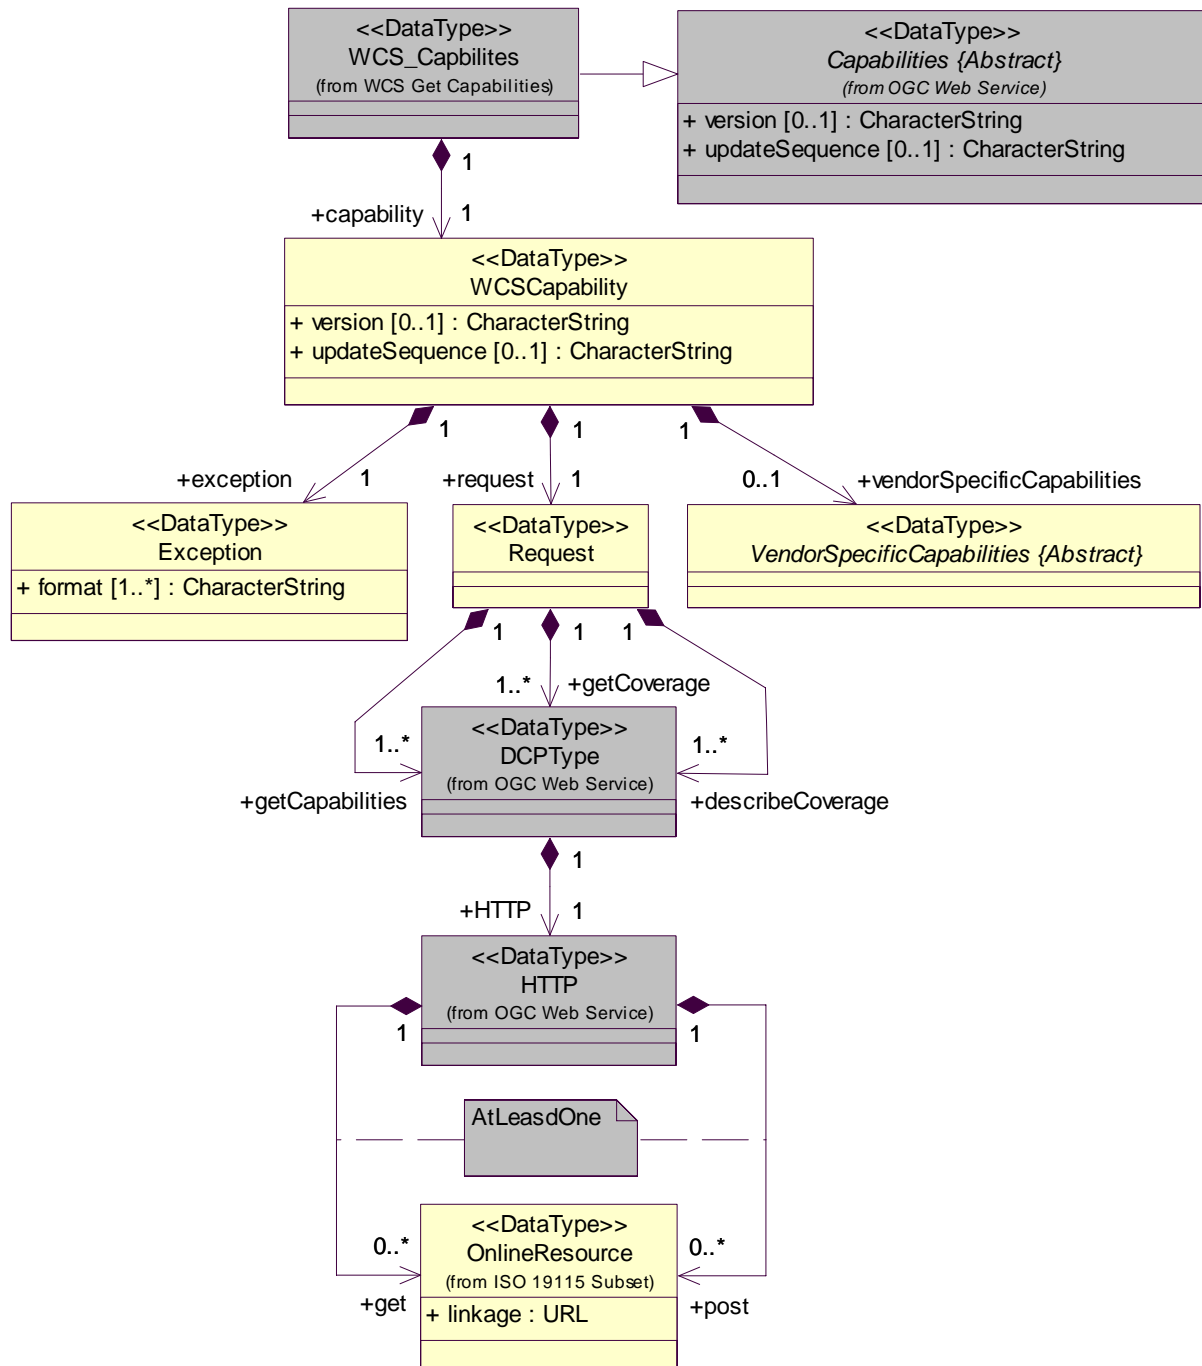 <<DataType>>
WCS_Capbilites
(from WCS Get Capabilities)
<<DataType>>
Capabilities {Abstract}
(from OGC Web Service)
+ version [0..1] : CharacterString
+ updateSequence [0..1] : CharacterString
1
+capability
1
<<DataType>>
WCSCapability
+ version [0..1] : CharacterString
+ updateSequence [0..1] : CharacterString
1
1
1
+exception
1
+request
1
0..1
+vendorSpecificCapabilities
<<DataType>>
Exception
+ format [1..*] : CharacterString
<<DataType>>
Request
<<DataType>>
VendorSpecificCapabilities {Abstract}
1
1
1
1..*
+getCoverage
<<DataType>>
DCPType
(from OGC Web Service)
1..*
+getCapabilities
1..*
+describeCoverage
1
+HTTP
1
<<DataType>>
HTTP
(from OGC Web Service)
1
1
AtLeasdOne
<<DataType>>
OnlineResource
(from ISO 19115 Subset)
+ linkage : URL
0..*
+get
0..*
+post